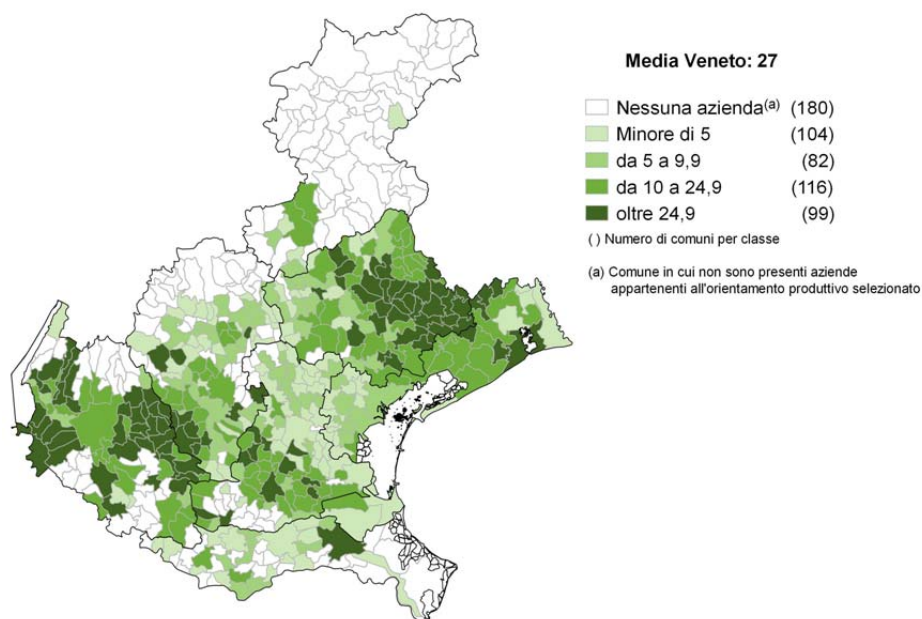 Media Veneto: 27
Nessuna azienda(a) (180)
Minore di 5 (104)
da 5 a 9,9 (82)
da 10 a 24,9 (116)
oltre 24,9 (99)
( ) Numero di comuni per classe
(a) Comune in cui non sono presenti aziende
appartenenti all'orientamento produttivo selezionato